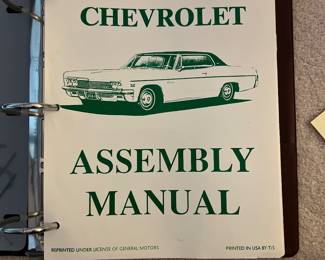 CHEVROLET
ASSEMBLY
MANUAL
REPRINTED UNDER LICENSE OF GENERAL MOTORS PRINTED IN USA BY T/S